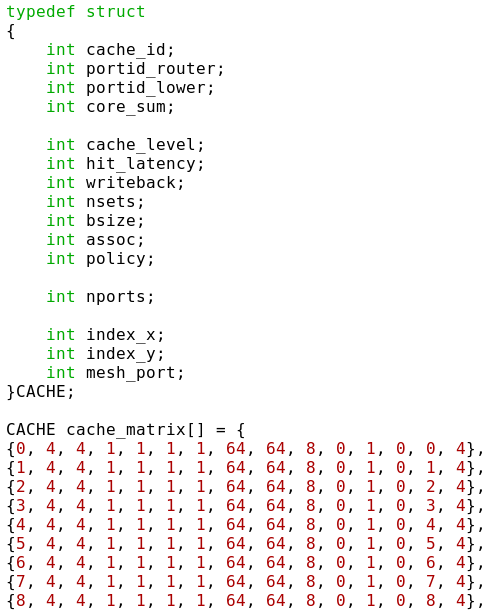 typedef struct
{
    int cache_id;
    int portid_router;
    int portid_lower;
    int core_sum;

    int cache_level;
    int hit_latency;
    int writeback;
    int nsets;
    int bsize;
    int assoc;
    int policy;

    int nports;

    int index_x;
    int index_y;
    int mesh_port;
}CACHE;

CACHE cache_matrix[] = {
{0, 4, 4, 1, 1, 1, 1, 64, 64, 8, 0, 1, 0, 0, 4},
{1, 4, 4, 1, 1, 1, 1, 64, 64, 8, 0, 1, 0, 1, 4},
{2, 4, 4, 1, 1, 1, 1, 64, 64, 8, 0, 1, 0, 2, 4},
{3, 4, 4, 1, 1, 1, 1, 64, 64, 8, 0, 1, 0, 3, 4},
{4, 4, 4, 1, 1, 1, 1, 64, 64, 8, 0, 1, 0, 4, 4},
{5, 4, 4, 1, 1, 1, 1, 64, 64, 8, 0, 1, 0, 5, 4},
{6, 4, 4, 1, 1, 1, 1, 64, 64, 8, 0, 1, 0, 6, 4},
{7, 4, 4, 1, 1, 1, 1, 64, 64, 8, 0, 1, 0, 7, 4},
{8, 4, 4, 1, 1, 1, 1, 64, 64, 8, 0, 1, 0, 8, 4},